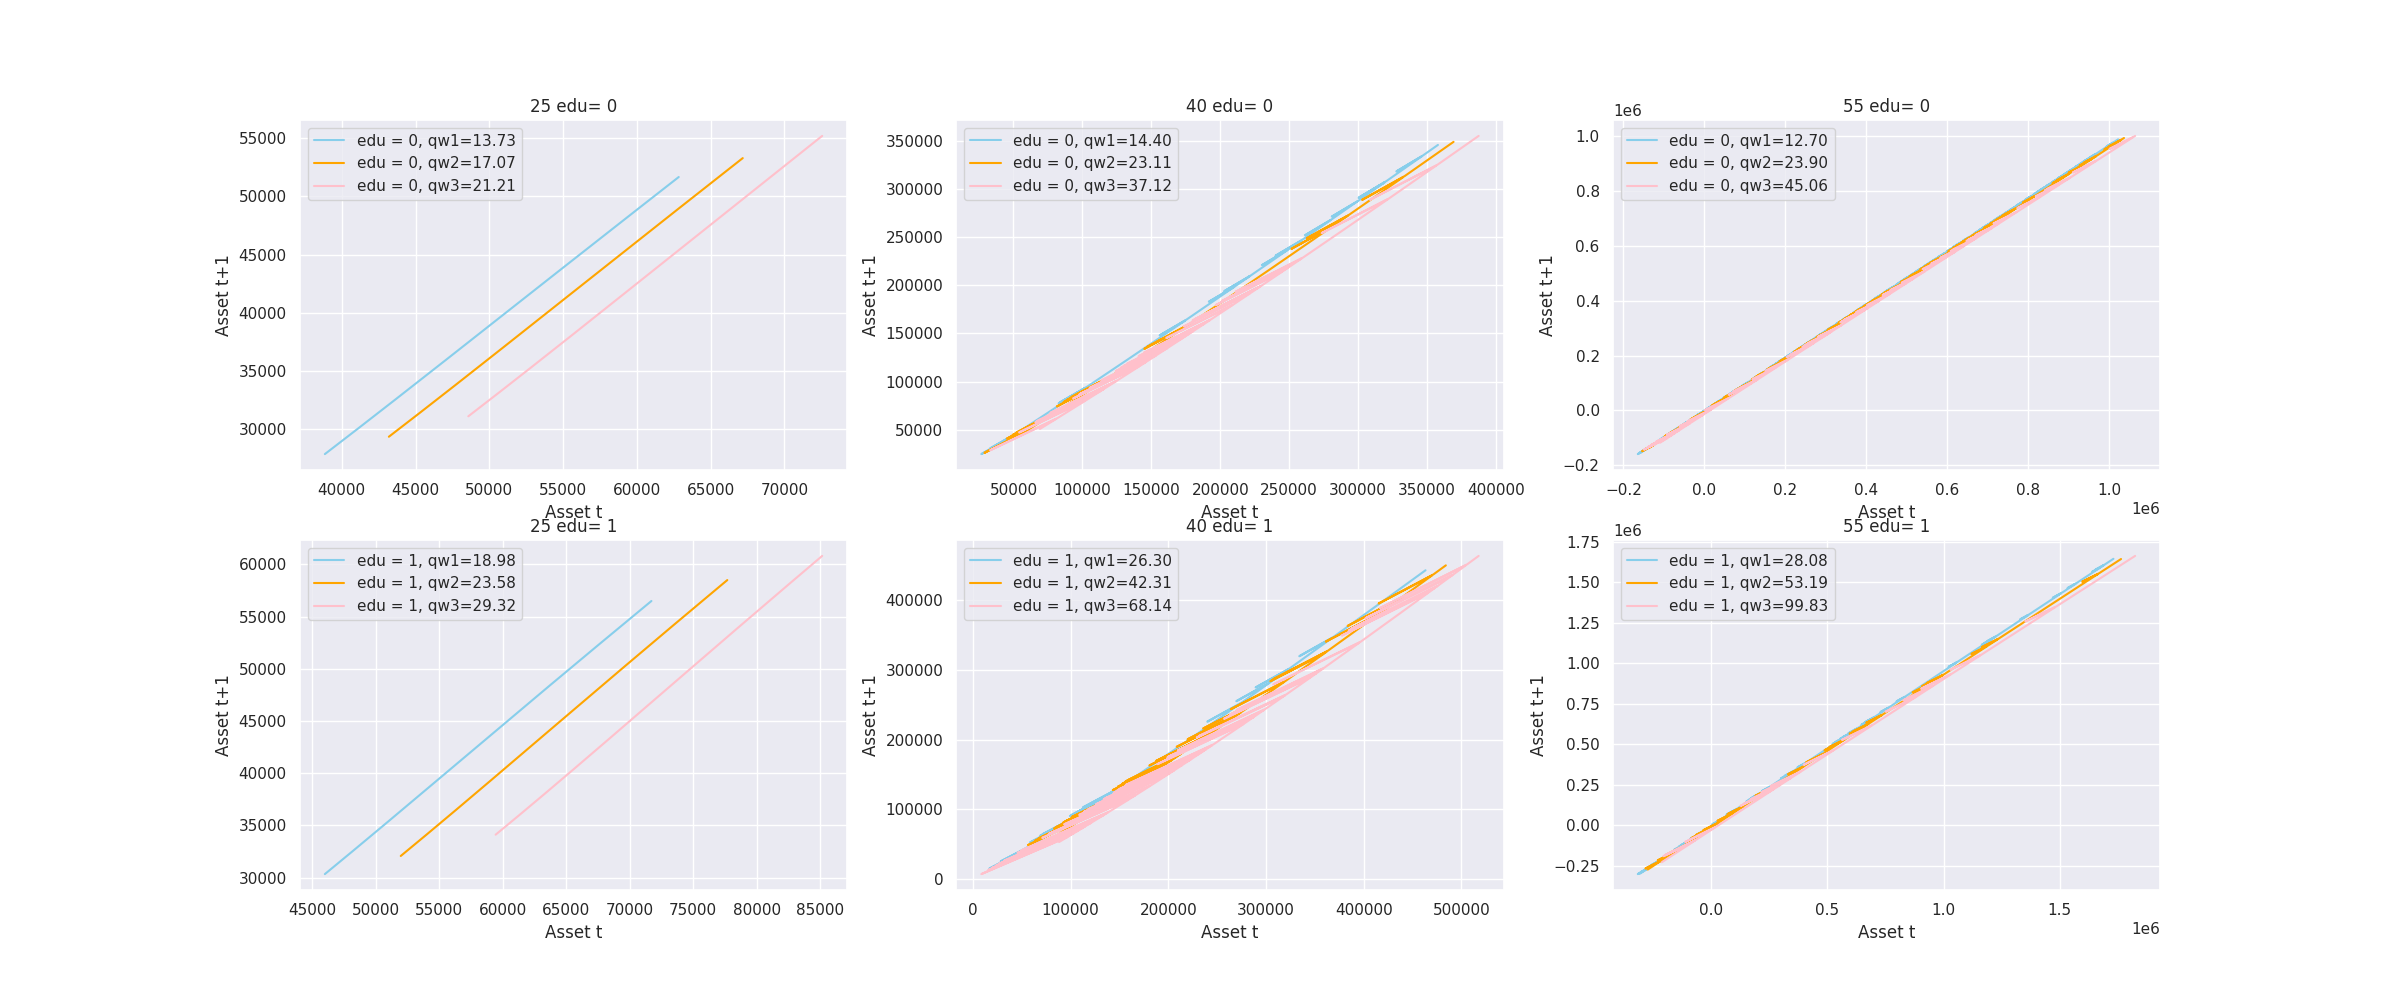 25 edu= 0
edu = 0, qw1=13.73
edu = 0, qw2=17.07
edu = 0, qw3=21.21
55000
50000
45000
40000
35000
30000
Asset t+1
40000 45000 50000 55000 60000 65000 70000
Asset t
40 edu= 0
edu = 0, qw1=14.40
edu = 0, qw2=23.11
edu = 0, qw3=37.12
350000
300000
250000
200000
150000
100000
50000
Asset t+1
50000 100000 150000 200000 250000 300000 350000 400000
Asset t
55 edu= 0
1e6
edu = 0, qw1=12.70
edu = 0, qw2=23.90
edu = 0, qw3=45.06
1.0
0.8
0.6
0.4
0.2
0.0
−0.2
Asset t+1
−0.2 0.0 0.2 0.4 0.6 0.8 1.0
Asset t
1e6
25 edu= 1
edu = 1, qw1=18.98
edu = 1, qw2=23.58
edu = 1, qw3=29.32
60000
55000
50000
45000
40000
35000
30000
Asset t+1
45000 50000 55000 60000 65000 70000 75000 80000 85000
Asset t
40 edu= 1
edu = 1, qw1=26.30
edu = 1, qw2=42.31
edu = 1, qw3=68.14
400000
300000
200000
100000
0
Asset t+1
0 100000 200000 300000 400000 500000
Asset t
55 edu= 1
1e6
edu = 1, qw1=28.08
edu = 1, qw2=53.19
edu = 1, qw3=99.83
1.75
1.50
1.25
1.00
0.75
0.50
0.25
0.00
−0.25
Asset t+1
0.0 0.5 1.0 1.5
Asset t
1e6